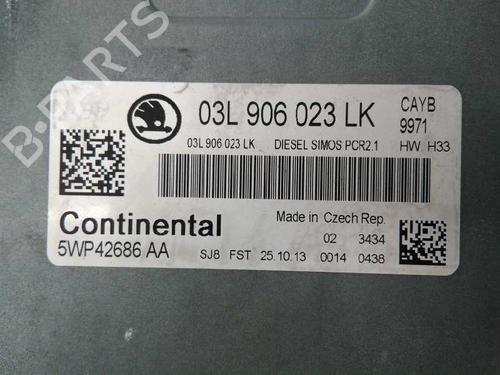 B-PARTS
03L 906 023 LK
CAYB
9971
03L 906 023 LK DIESEL SIMOS PCR2.1 HW H33
Continental
5WP42686 AA
Made in Czech Rep.
02 3434
SJ8 FST 25.10.13 0014 0438